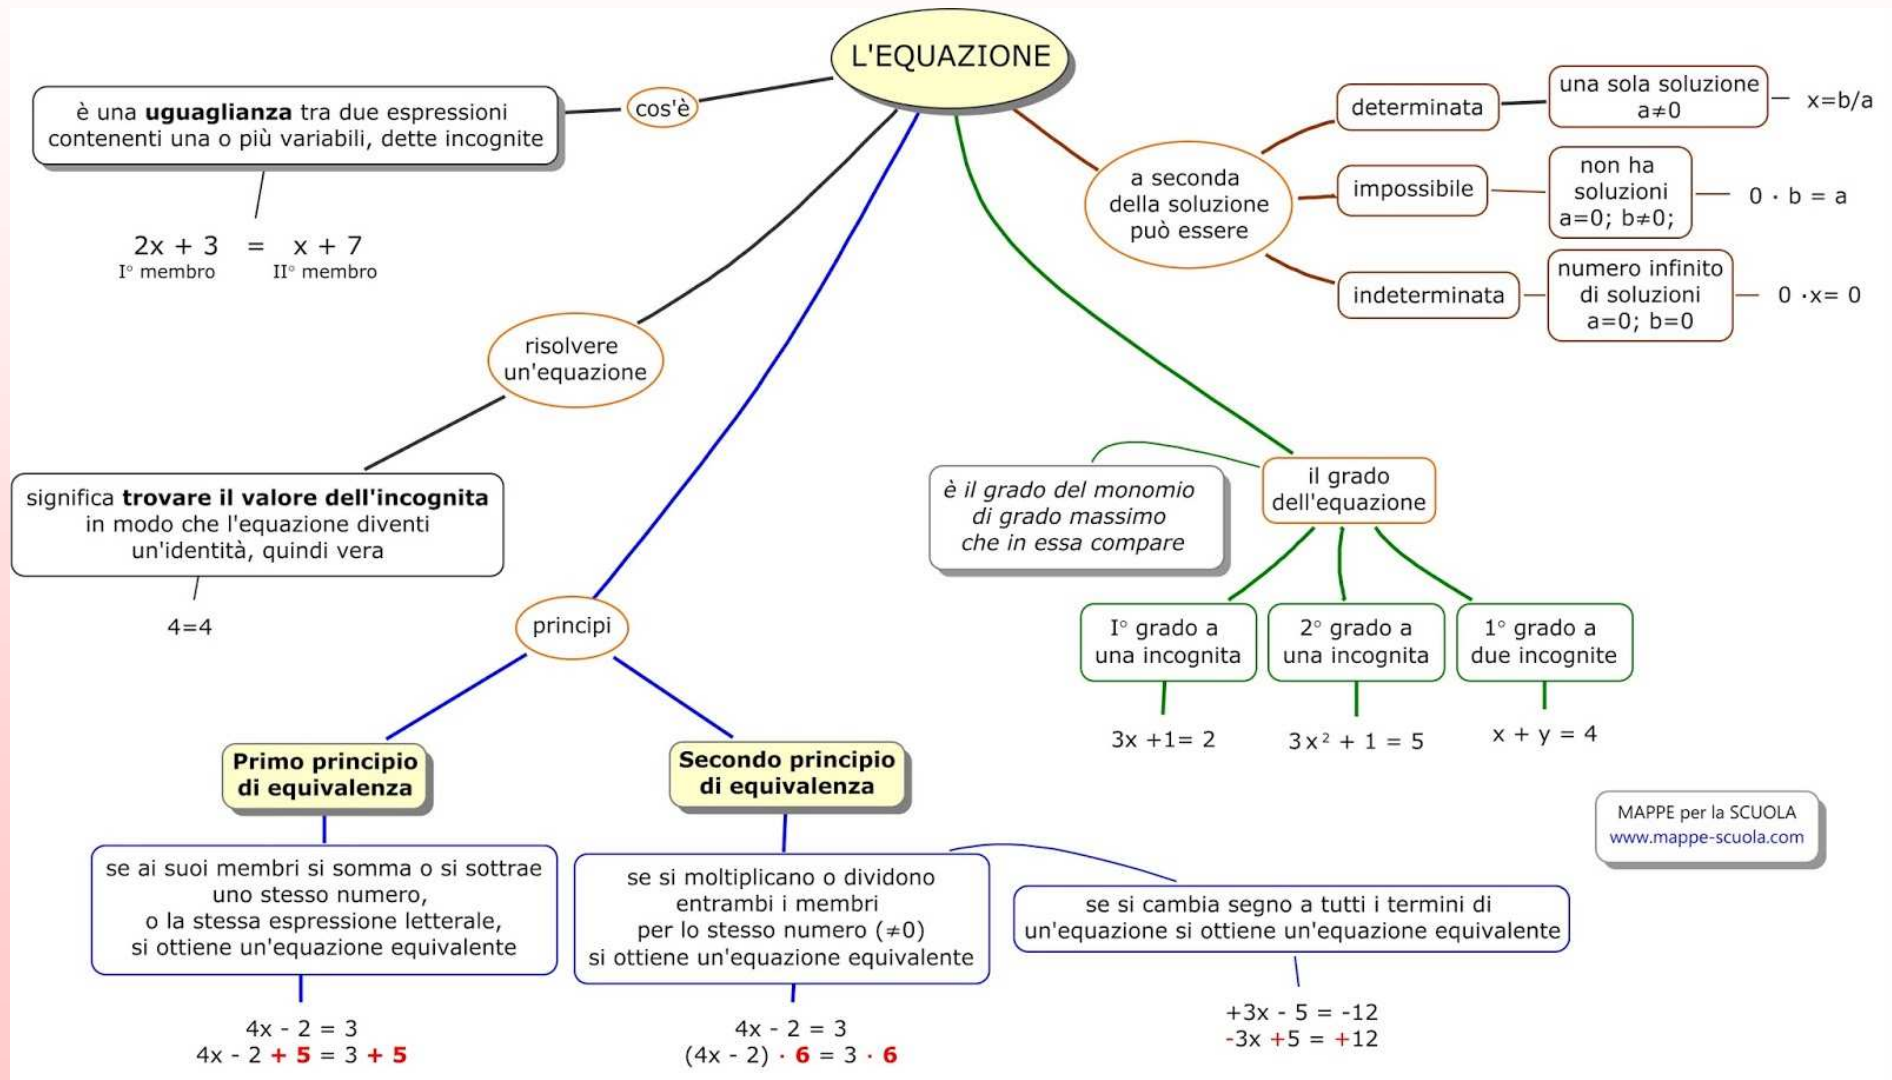 L'EQUAZIONE
cos'è
è una uguaglianza tra due espressioni
contenenti una o più variabili, dette incognite
2x + 3 = x + 7
I° membro II° membro
a seconda
della soluzione
può essere
determinata
una sola soluzione
a≠0
x=b/a
impossibile
non ha
soluzioni
a=0; b≠0;
0 · b = a
indeterminata
numero infinito
di soluzioni
a=0; b=0
0 ·x= 0
risolvere
un'equazione
significa trovare il valore dell'incognita
in modo che l'equazione diventi
un'identità, quindi vera
4=4
il grado
dell'equazione
è il grado del monomio
di grado massimo
che in essa compare
I° grado a
una incognita
3x +1= 2
2° grado a
una incognita
3x² + 1 = 5
1° grado a
due incognite
x + y = 4
principi
Primo principio
di equivalenza
se ai suoi membri si somma o si sottrae
uno stesso numero,
o la stessa espressione letterale,
si ottiene un'equazione equivalente
4x - 2 = 3
4x - 2 + 5 = 3 + 5
Secondo principio
di equivalenza
se si moltiplicano o dividono
entrambi i membri
per lo stesso numero (≠0)
si ottiene un'equazione equivalente
4x - 2 = 3
(4x - 2) · 6 = 3 · 6
se si cambia segno a tutti i termini di
un'equazione si ottiene un'equazione equivalente
+3x - 5 = -12
-3x +5 = +12
MAPPE per la SCUOLA
www.mappe-scuola.com